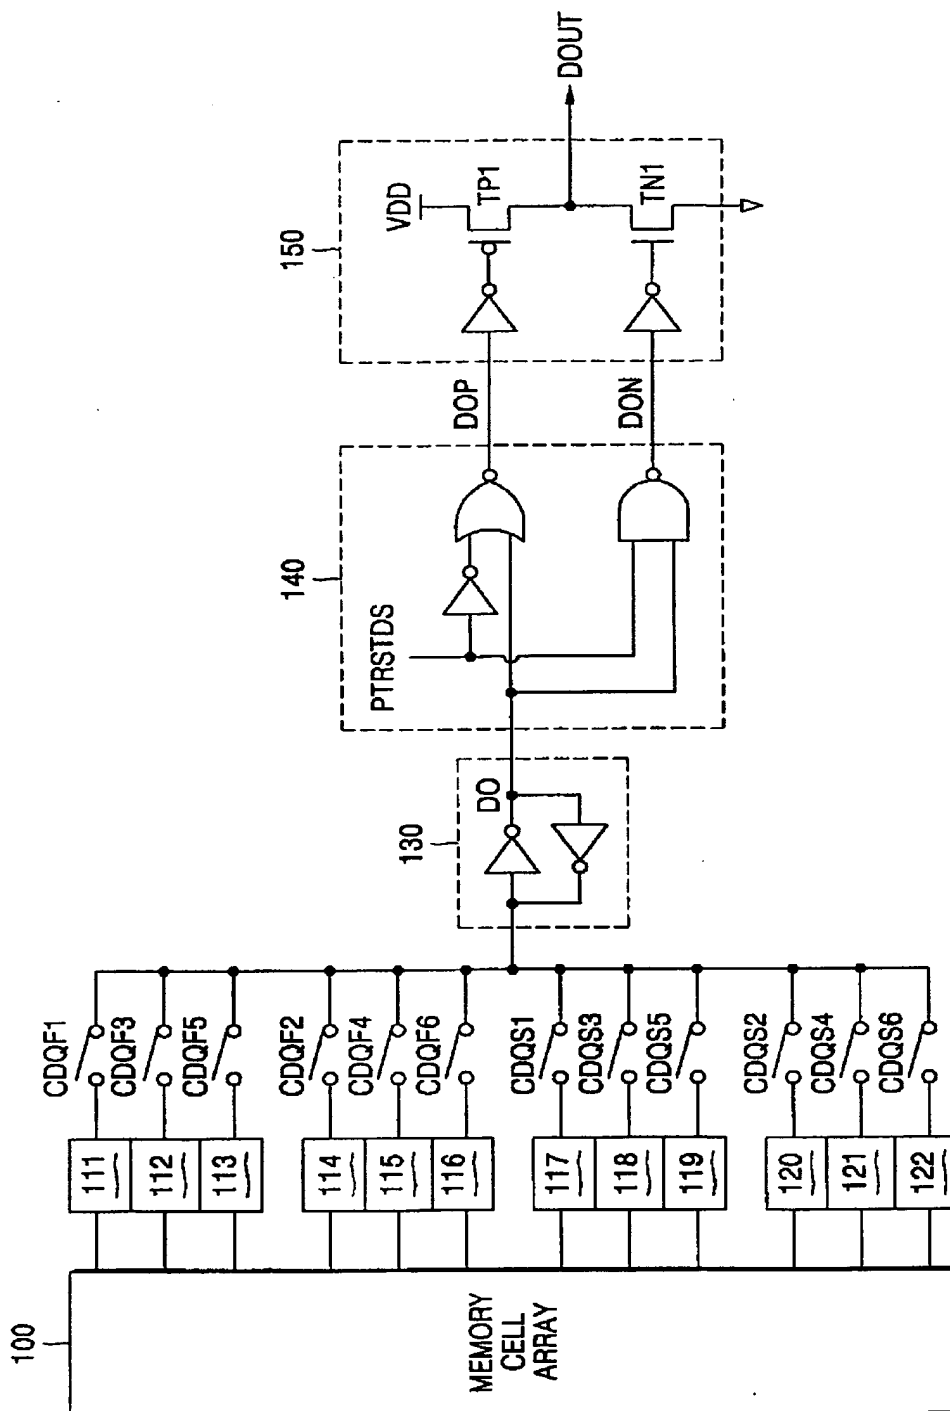 100
MEMORY
CELL
ARRAY
111
112
113
114
115
116
117
118
119
120
121
122
CDQF1
CDQF3
CDQF5
CDQF2
CDQF4
CDQF6
CDQS1
CDQS3
CDQS5
CDQS2
CDQS4
CDQS6
130
DO
140
PTRSTDS
DOP
DON
150
VDD
TP1
TN1
DOUT